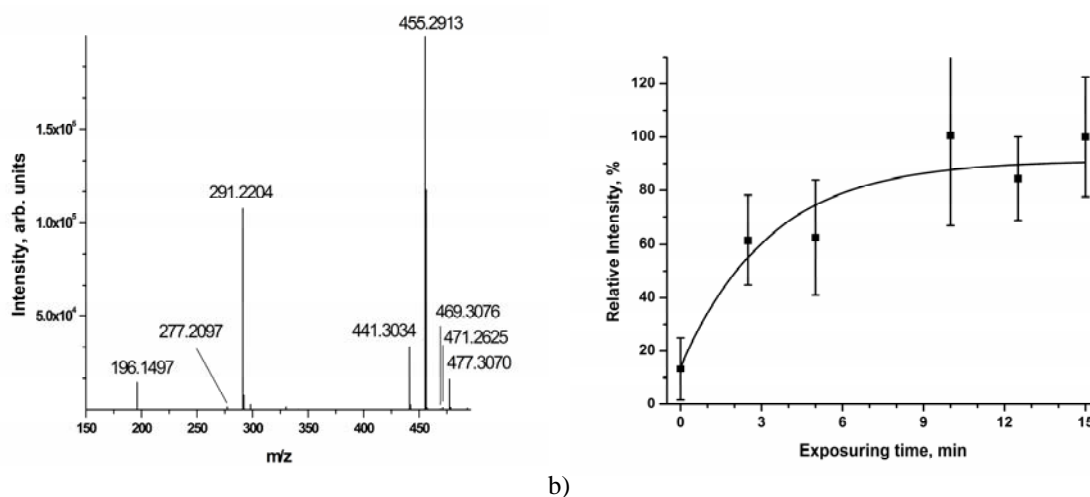 455.2913
291.2204
277.2097
196.1497
441.3034
469.3076
471.2625
477.3070
Intensity, arb. units
1.5x10⁵
1.0x10⁵
5.0x10⁴
150 200 250 300 350 400 450
m/z
b)
Relative Intensity, %
120
100
80
60
40
20
0
0 3 6 9 12 15
Exposuring time, min